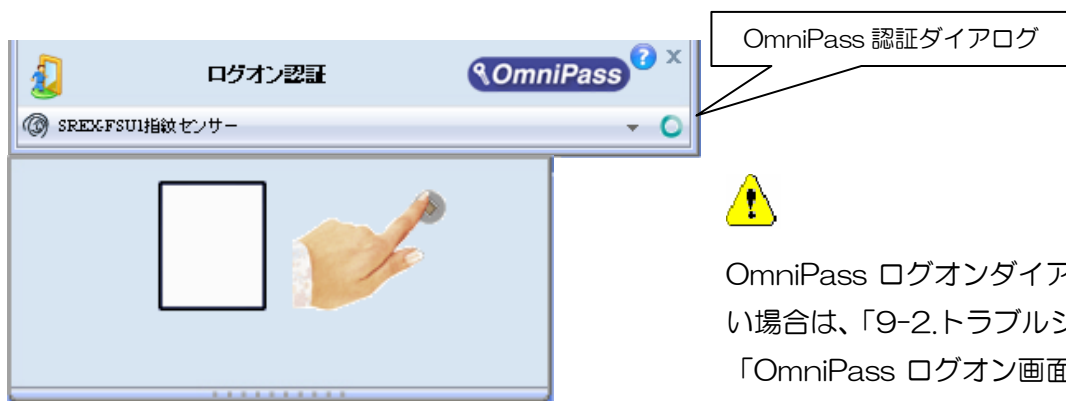 OmniPass 認証ダイアログ
ログオン認証
OmniPass
?
x
SREX-FSU1指紋センサー
OmniPass ログオンダイア
い場合は、「9-2.トラブルシ
「OmniPass ログオン画面